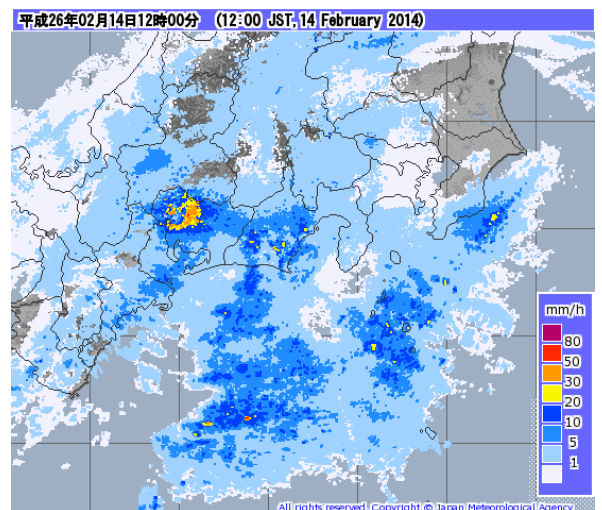 平成26年02月14日12時00分 (12:00 JST, 14 February 2014)
mm/h
80
50
30
20
10
5
1
All rights reserved. Copyright © Japan Meteorological Agency